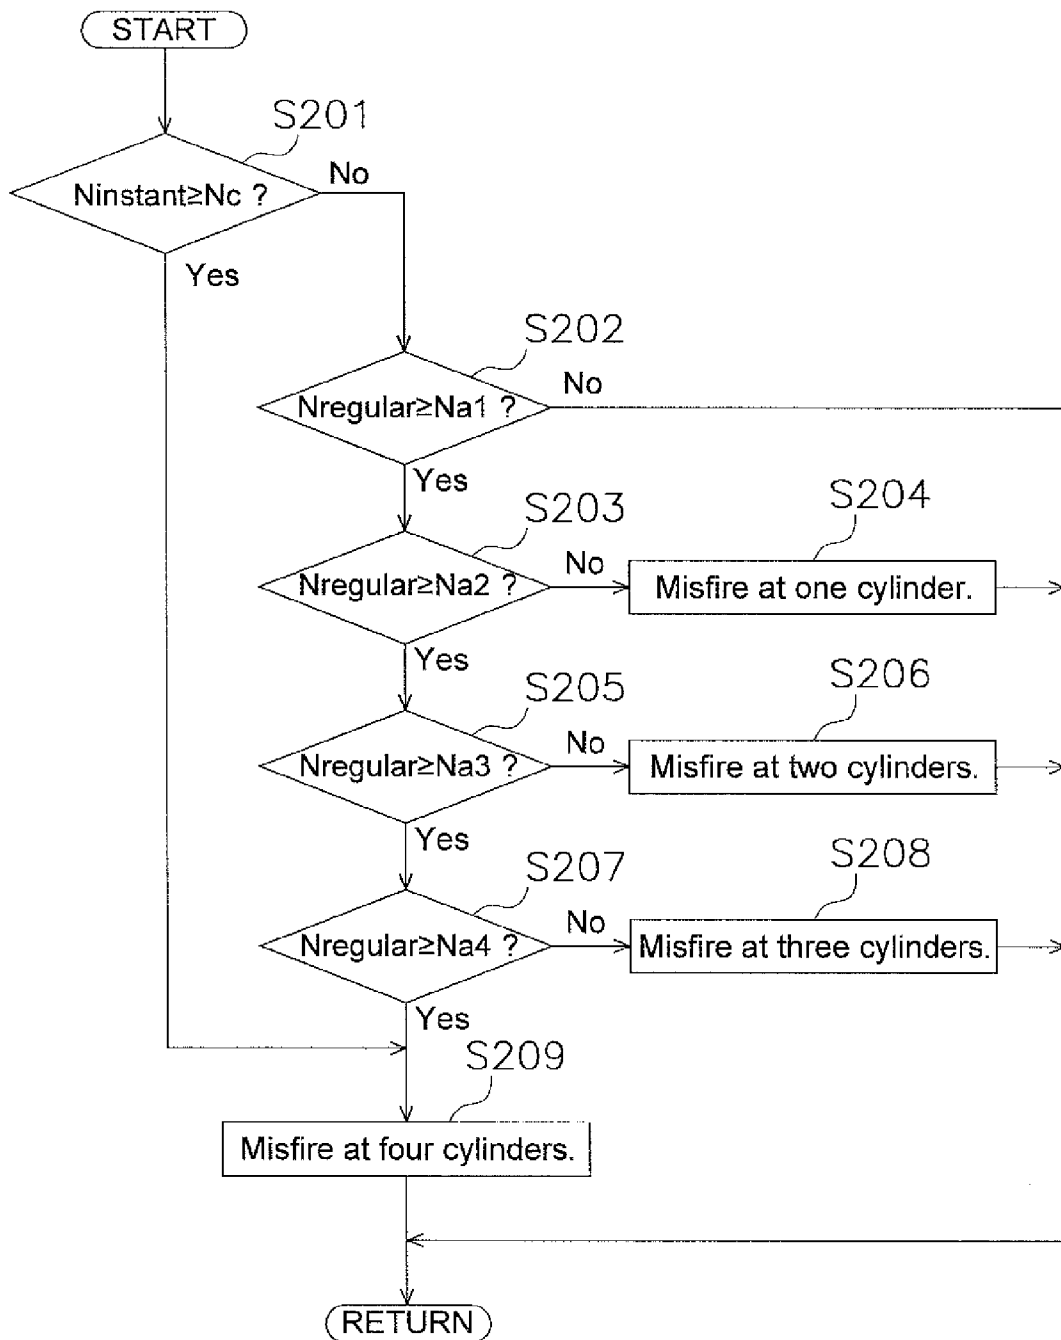 START
S201
Ninstant≥Nc ?
No
Yes
S202
Nregular≥Na1 ?
No
Yes
S203
Nregular≥Na2 ?
No
S204
Misfire at one cylinder.
Yes
S205
Nregular≥Na3 ?
No
S206
Misfire at two cylinders.
Yes
S207
Nregular≥Na4 ?
No
S208
Misfire at three cylinders.
Yes
S209
Misfire at four cylinders.
RETURN